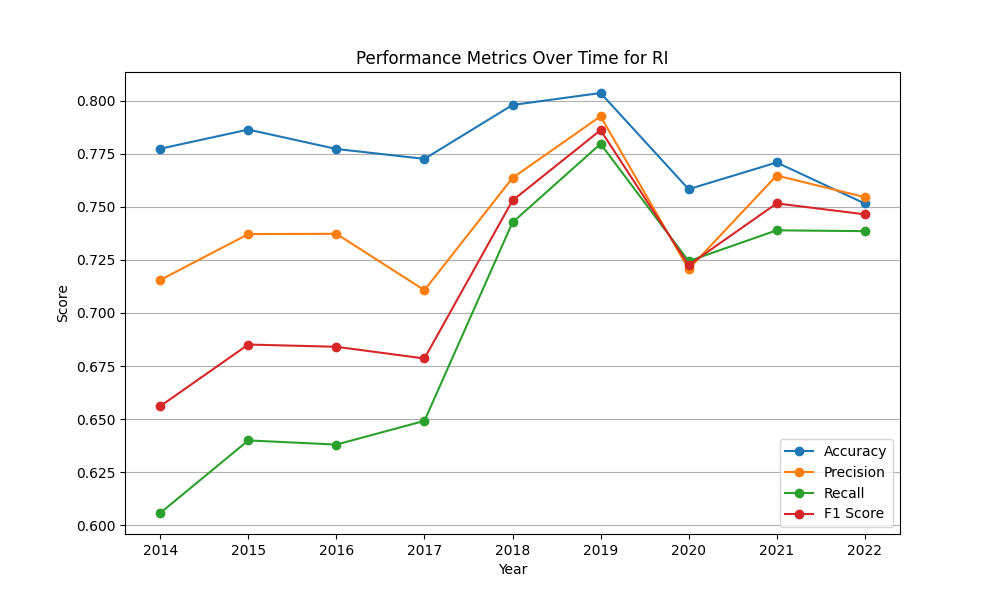 Performance Metrics Over Time for RI
0.800
0.775
0.750
0.725
0.700
0.675
0.650
0.625
0.600
Score
2014 2015 2016 2017 2018 2019 2020 2021 2022
Year
Accuracy
Precision
Recall
F1 Score